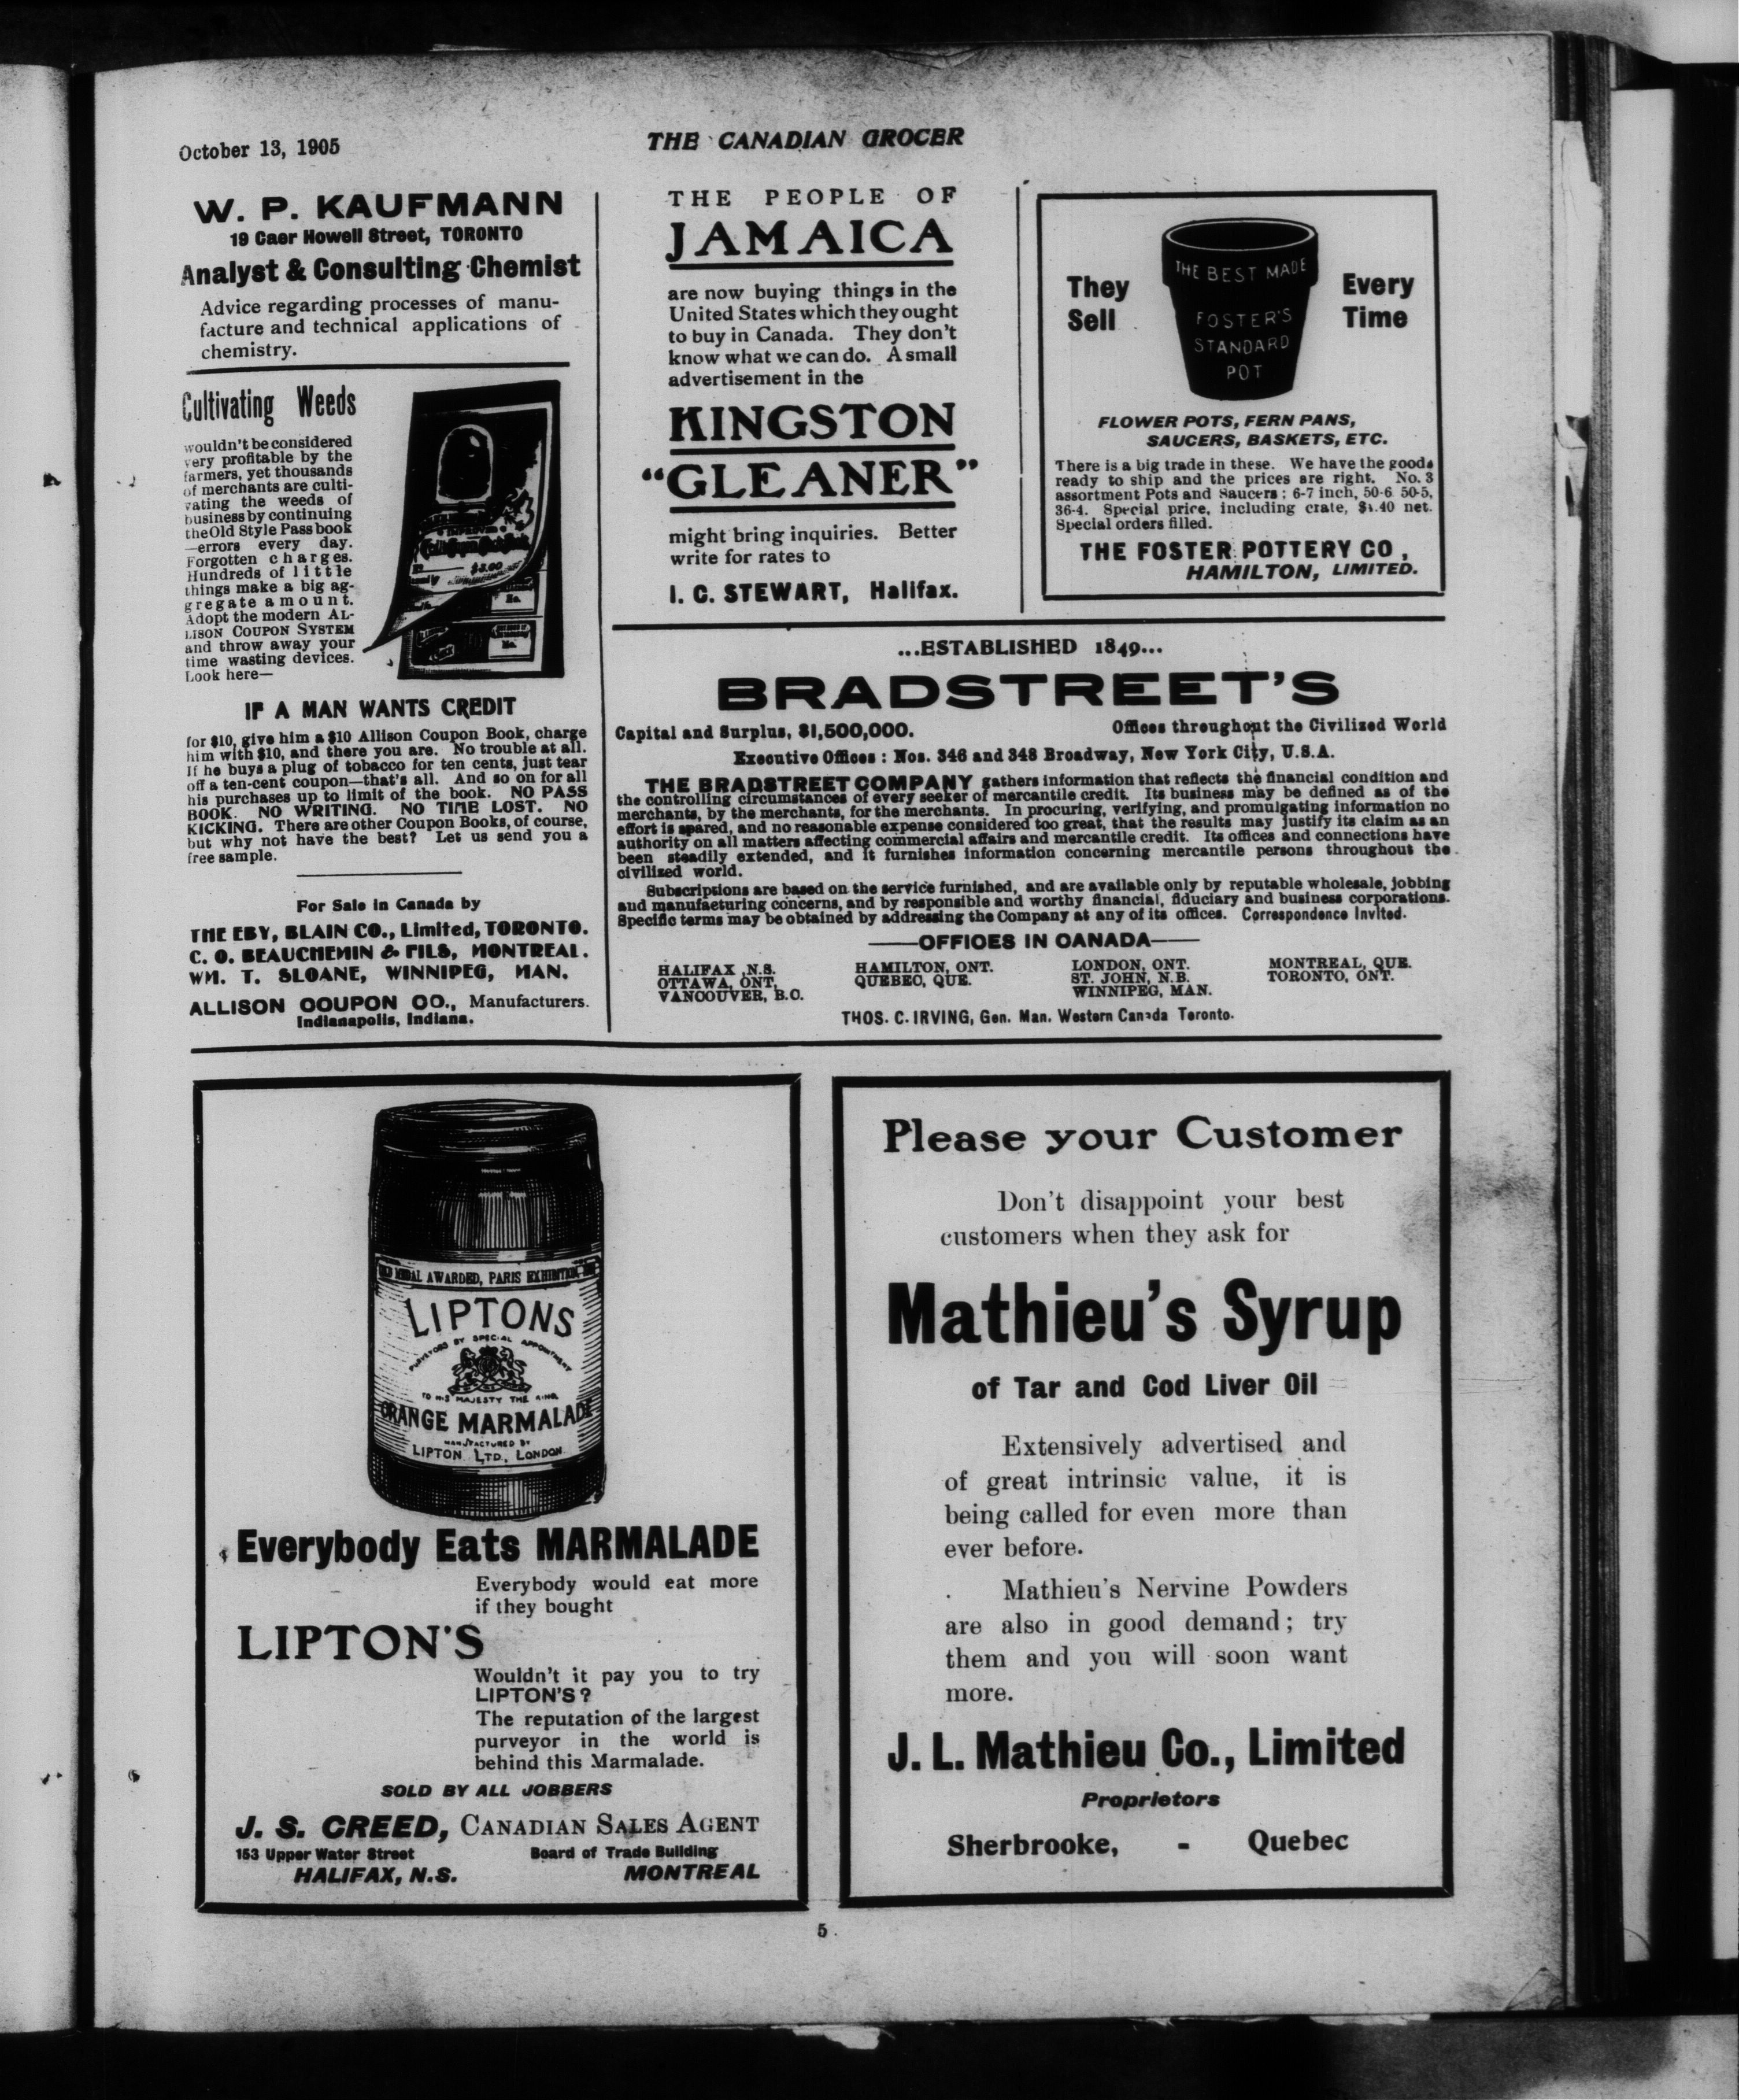 October 13, 1905
THE CANADIAN GROCER
W. P. KAUFMANN
19 Caer Howell Street, TORONTO
Analyst & Consulting Chemist
Advice regarding processes of manu-
facture and technical applications of
chemistry.
Cultivating Weeds
wouldn't be considered
very profitable by the
farmers, yet thousands
of merchants are culti-
vating the weeds of
business by continuing
the Old Style Pass book
—errors every day.
Forgotten charges.
Hundreds of little
things make a big ag-
gregate amount.
Adopt the modern AL-
LISON COUPON SYSTEM
and throw away your
time wasting devices.
Look here—
$3.00
No.
No.
IF A MAN WANTS CREDIT
for $10, give him a $10 Allison Coupon Book, charge
him with $10, and there you are. No trouble at all.
If he buys a plug of tobacco for ten cents, just tear
off a ten-cent coupon—that's all. And so on for all
his purchases up to limit of the book. NO PASS
BOOK. NO WRITING. NO TIME LOST. NO
KICKING. There are other Coupon Books, of course,
but why not have the best? Let us send you a
free sample.
For Sale in Canada by
THE EBY, BLAIN CO., Limited, TORONTO.
C. O. BEAUCHEMIN & FILS, MONTREAL.
WM. T. SLOANE, WINNIPEG, MAN.
ALLISON COUPON CO., Manufacturers.
Indianapolis, Indiana.
THE PEOPLE OF
JAMAICA
are now buying things in the
United States which they ought
to buy in Canada. They don't
know what we can do. A small
advertisement in the
KINGSTON
"GLEANER"
might bring inquiries. Better
write for rates to
I. C. STEWART, Halifax.
They
Sell
THE BEST MADE
FOSTER'S
STANDARD
POT
Every
Time
FLOWER POTS, FERN PANS,
SAUCERS, BASKETS, ETC.
There is a big trade in these. We have the goods
ready to ship and the prices are right. No. 3
assortment Pots and Saucers; 6-7 inch, 50-6 50-5,
36-4. Special price, including crate, $1.40 net.
Special orders filled.
THE FOSTER POTTERY CO,
HAMILTON, LIMITED.
...ESTABLISHED 1849...
BRADSTREET'S
Capital and Surplus, $1,500,000.
Offices throughout the Civilized World
Executive Offices: Nos. 346 and 348 Broadway, New York City, U.S.A.
THE BRADSTREET COMPANY gathers information that reflects the financial condition and
the controlling circumstances of every seeker of mercantile credit. Its business may be defined as of the
merchants, by the merchants, for the merchants. In procuring, verifying, and promulgating information no
effort is spared, and no reasonable expense considered too great, that the results may justify its claim as an
authority on all matters affecting commercial affairs and mercantile credit. Its offices and connections have
been steadily extended, and it furnishes information concerning mercantile persons throughout the
civilized world.
Subscriptions are based on the service furnished, and are available only by reputable wholesale, jobbing
and manufacturing concerns, and by responsible and worthy financial, fiduciary and business corporations.
Specific terms may be obtained by addressing the Company at any of its offices. Correspondence Invited.
——OFFICES IN CANADA——
HALIFAX ,N.S. HAMILTON, ONT. LONDON, ONT. MONTREAL, QUE.
OTTAWA, ONT, QUEBEC, QUE. ST. JOHN, N.B. TORONTO, ONT.
VANCOUVER, B.C. WINNIPEG, MAN.
THOS. C. IRVING, Gen. Man. Western Canada Toronto.
MEDAL AWARDED, PARIS EXHIBITION
LIPTONS
PURVEYORS BY SPECIAL APPOINTMENT
TO HIS MAJESTY THE KING
ORANGE MARMALADE
MANUFACTURED BY
LIPTON LTD., LONDON.
Everybody Eats MARMALADE
Everybody would eat more
if they bought
LIPTON'S
Wouldn't it pay you to try
LIPTON'S?
The reputation of the largest
purveyor in the world is
behind this Marmalade.
SOLD BY ALL JOBBERS
J. S. CREED, CANADIAN SALES AGENT
153 Upper Water Street Board of Trade Building
HALIFAX, N.S. MONTREAL
Please your Customer
Don't disappoint your best
customers when they ask for
Mathieu's Syrup
of Tar and Cod Liver Oil
Extensively advertised and
of great intrinsic value, it is
being called for even more than
ever before.
Mathieu's Nervine Powders
are also in good demand; try
them and you will soon want
more.
J. L. Mathieu Co., Limited
Proprietors
Sherbrooke, - Quebec
5